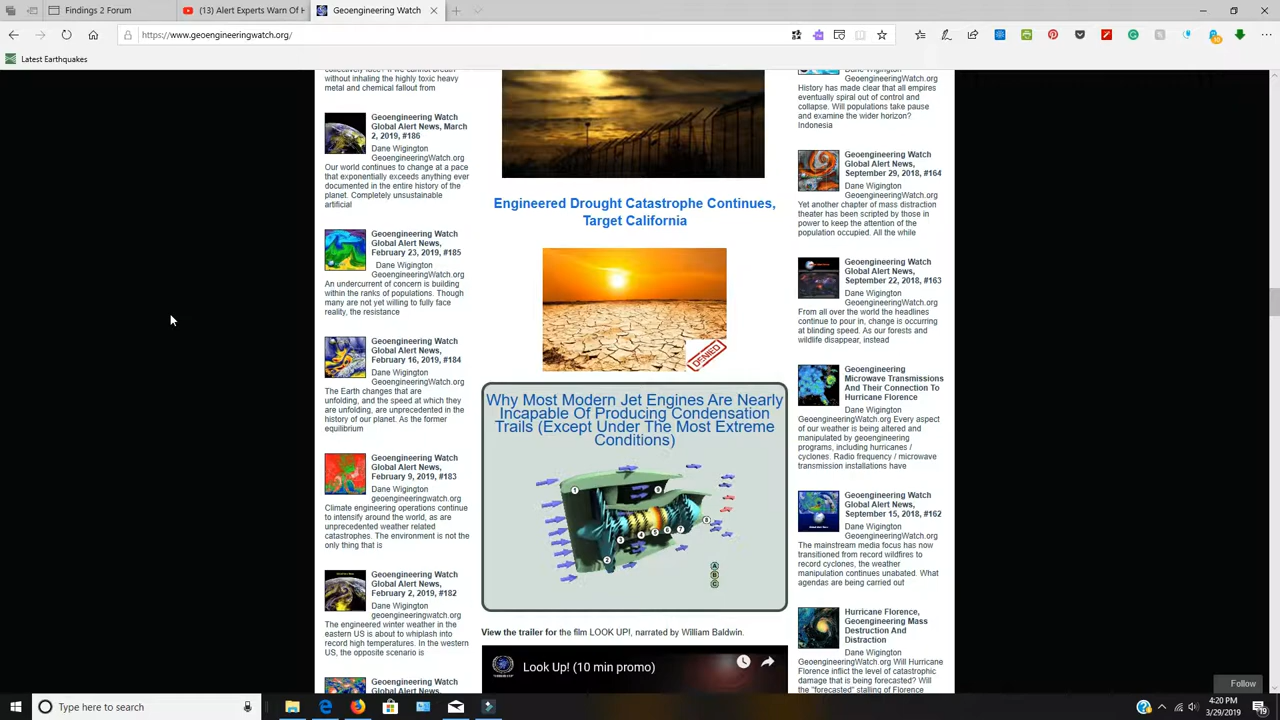 Findings 2 Forum
(13) Alert Experts Warn Of H
Geoengineering Watch
https://www.geoengineeringwatch.org/
Latest Earthquakes
collectively face? If we cannot breath
without inhaling the highly toxic heavy
metal and chemical fallout from
Geoengineering Watch
Global Alert News, March
2, 2019, #186
Dane Wigington
GeoengineeringWatch.org
Our world continues to change at a pace
that exponentially exceeds anything ever
documented in the entire history of the
planet. Completely unsustainable
artificial
Geoengineering Watch
Global Alert News,
February 23, 2019, #185
Dane Wigington
GeoengineeringWatch.org
An undercurrent of concern is building
within the ranks of populations. Though
many are not yet willing to fully face
reality, the resistance
Geoengineering Watch
Global Alert News,
February 16, 2019, #184
Dane Wigington
GeoengineeringWatch.org
The Earth changes that are
unfolding, and the speed at which they
are unfolding, are unprecedented in the
history of our planet. As the former
equilibrium
Geoengineering Watch
Global Alert News,
February 9, 2019, #183
Dane Wigington
geoengineeringwatch.org
Climate engineering operations continue
to intensify around the world, as are
unprecedented weather related
catastrophes. The environment is not the
only thing that is
Geoengineering Watch
Global Alert News,
February 2, 2019, #182
Dane Wigington
geoengineeringwatch.org
The engineered winter weather in the
eastern US is about to whiplash into
record high temperatures. In the western
US, the opposite scenario is
Geoengineering Watch
Global Alert News,
Engineered Drought Catastrophe Continues,
Target California
DENIED
Why Most Modern Jet Engines Are Nearly
Incapable Of Producing Condensation
Trails (Except Under The Most Extreme
Conditions)
1
9
8
7
6
5
4
3
2
A
B
C
View the trailer for the film LOOK UP!, narrated by William Baldwin.
Look Up! (10 min promo)
Dane Wigington
GeoengineeringWatch.org
History has made clear that all empires
eventually spiral out of control and
collapse. Will populations take pause
and examine the wider horizon?
Indonesia
Geoengineering Watch
Global Alert News,
September 29, 2018, #164
Dane Wigington
GeoengineeringWatch.org
Yet another chapter of mass distraction
theater has been scripted by those in
power to keep the attention of the
population occupied. All the while
Geoengineering Watch
Global Alert News,
September 22, 2018, #163
Dane Wigington
GeoengineeringWatch.org
From all over the world the headlines
continue to pour in, change is occurring
at blinding speed. As our forests and
wildlife disappear, instead
Geoengineering
Microwave Transmissions
And Their Connection To
Hurricane Florence
Dane Wigington
GeoengineeringWatch.org Every aspect
of our weather is being altered and
manipulated by geoengineering
programs, including hurricanes /
cyclones. Radio frequency / microwave
transmission installations have
Geoengineering Watch
Global Alert News,
September 15, 2018, #162
Dane Wigington
GeoengineeringWatch.org
The mainstream media focus has now
transitioned from record wildfires to
record cyclones, the weather
manipulation continues unabated. What
agendas are being carried out
Hurricane Florence,
Geoengineering Mass
Destruction And
Distraction
Dane Wigington
GeoengineeringWatch.org Will Hurricane
Florence inflict the level of catastrophic
damage that is being forecasted? Will
the "forecasted" stalling of Florence
Follow
Type here to search
4:20 PM
3/29/2019